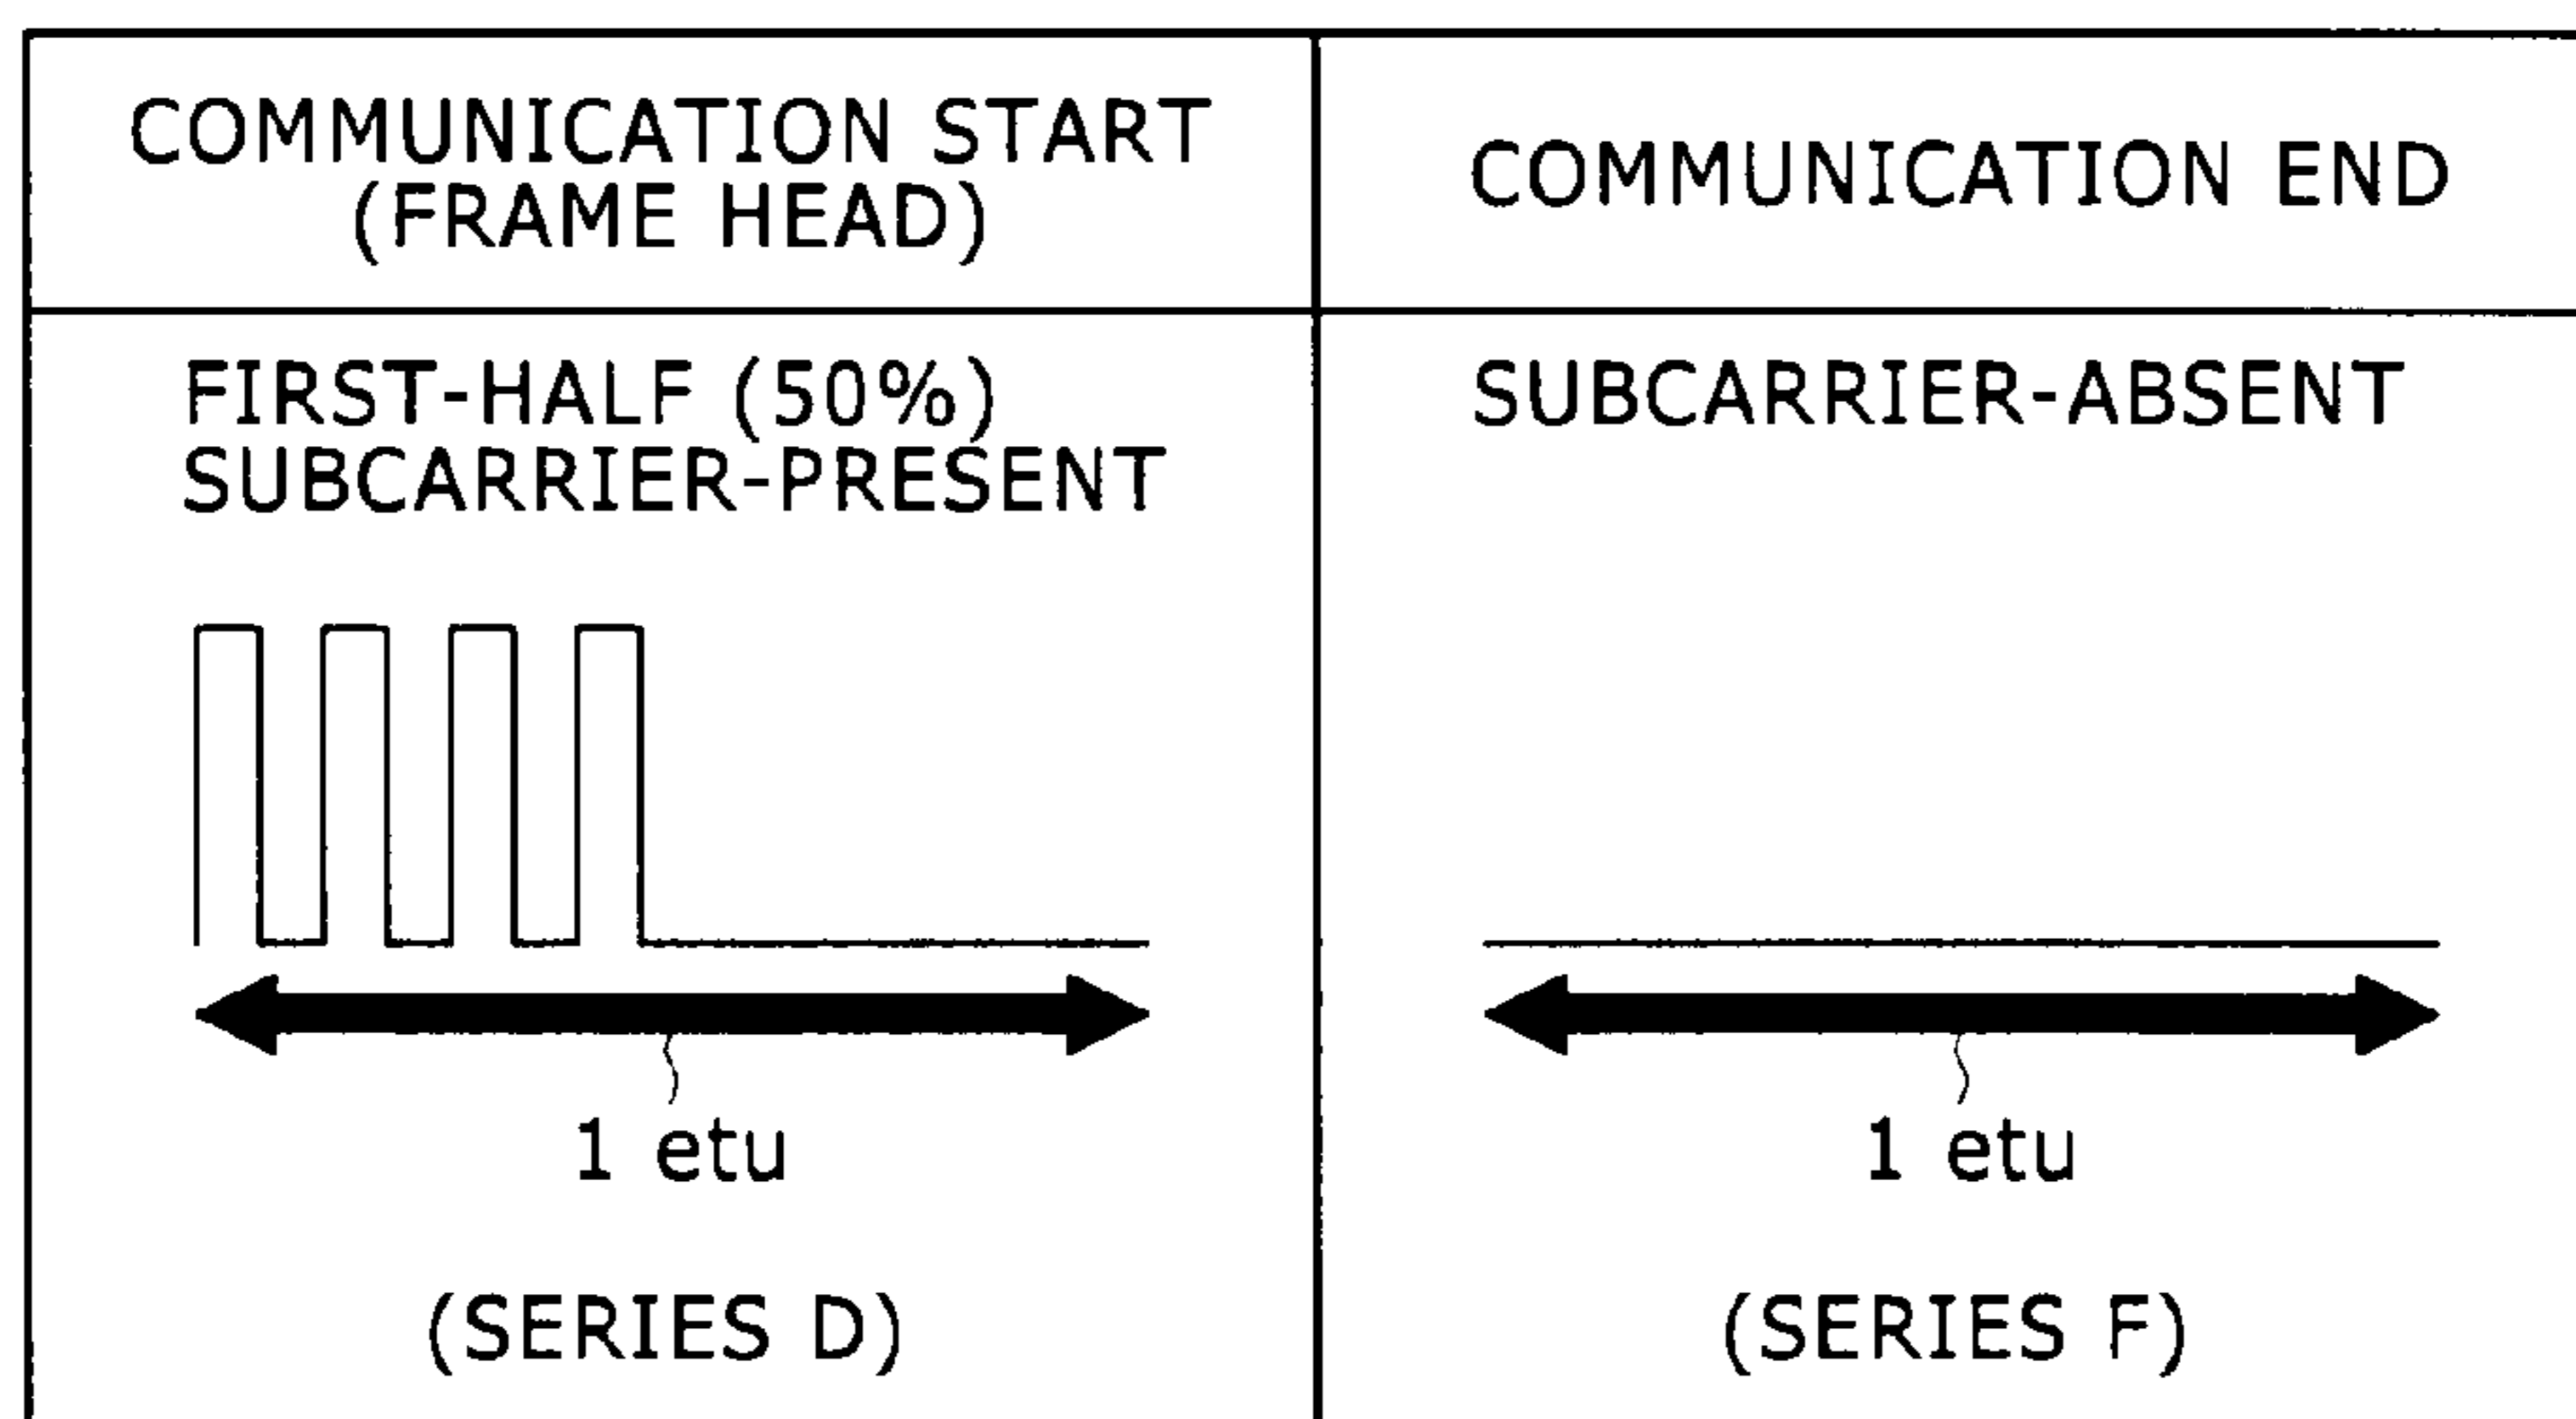 COMMUNICATION START
(FRAME HEAD)
COMMUNICATION END
FIRST-HALF (50%)
SUBCARRIER-PRESENT
SUBCARRIER-ABSENT
1 etu
1 etu
(SERIES D)
(SERIES F)